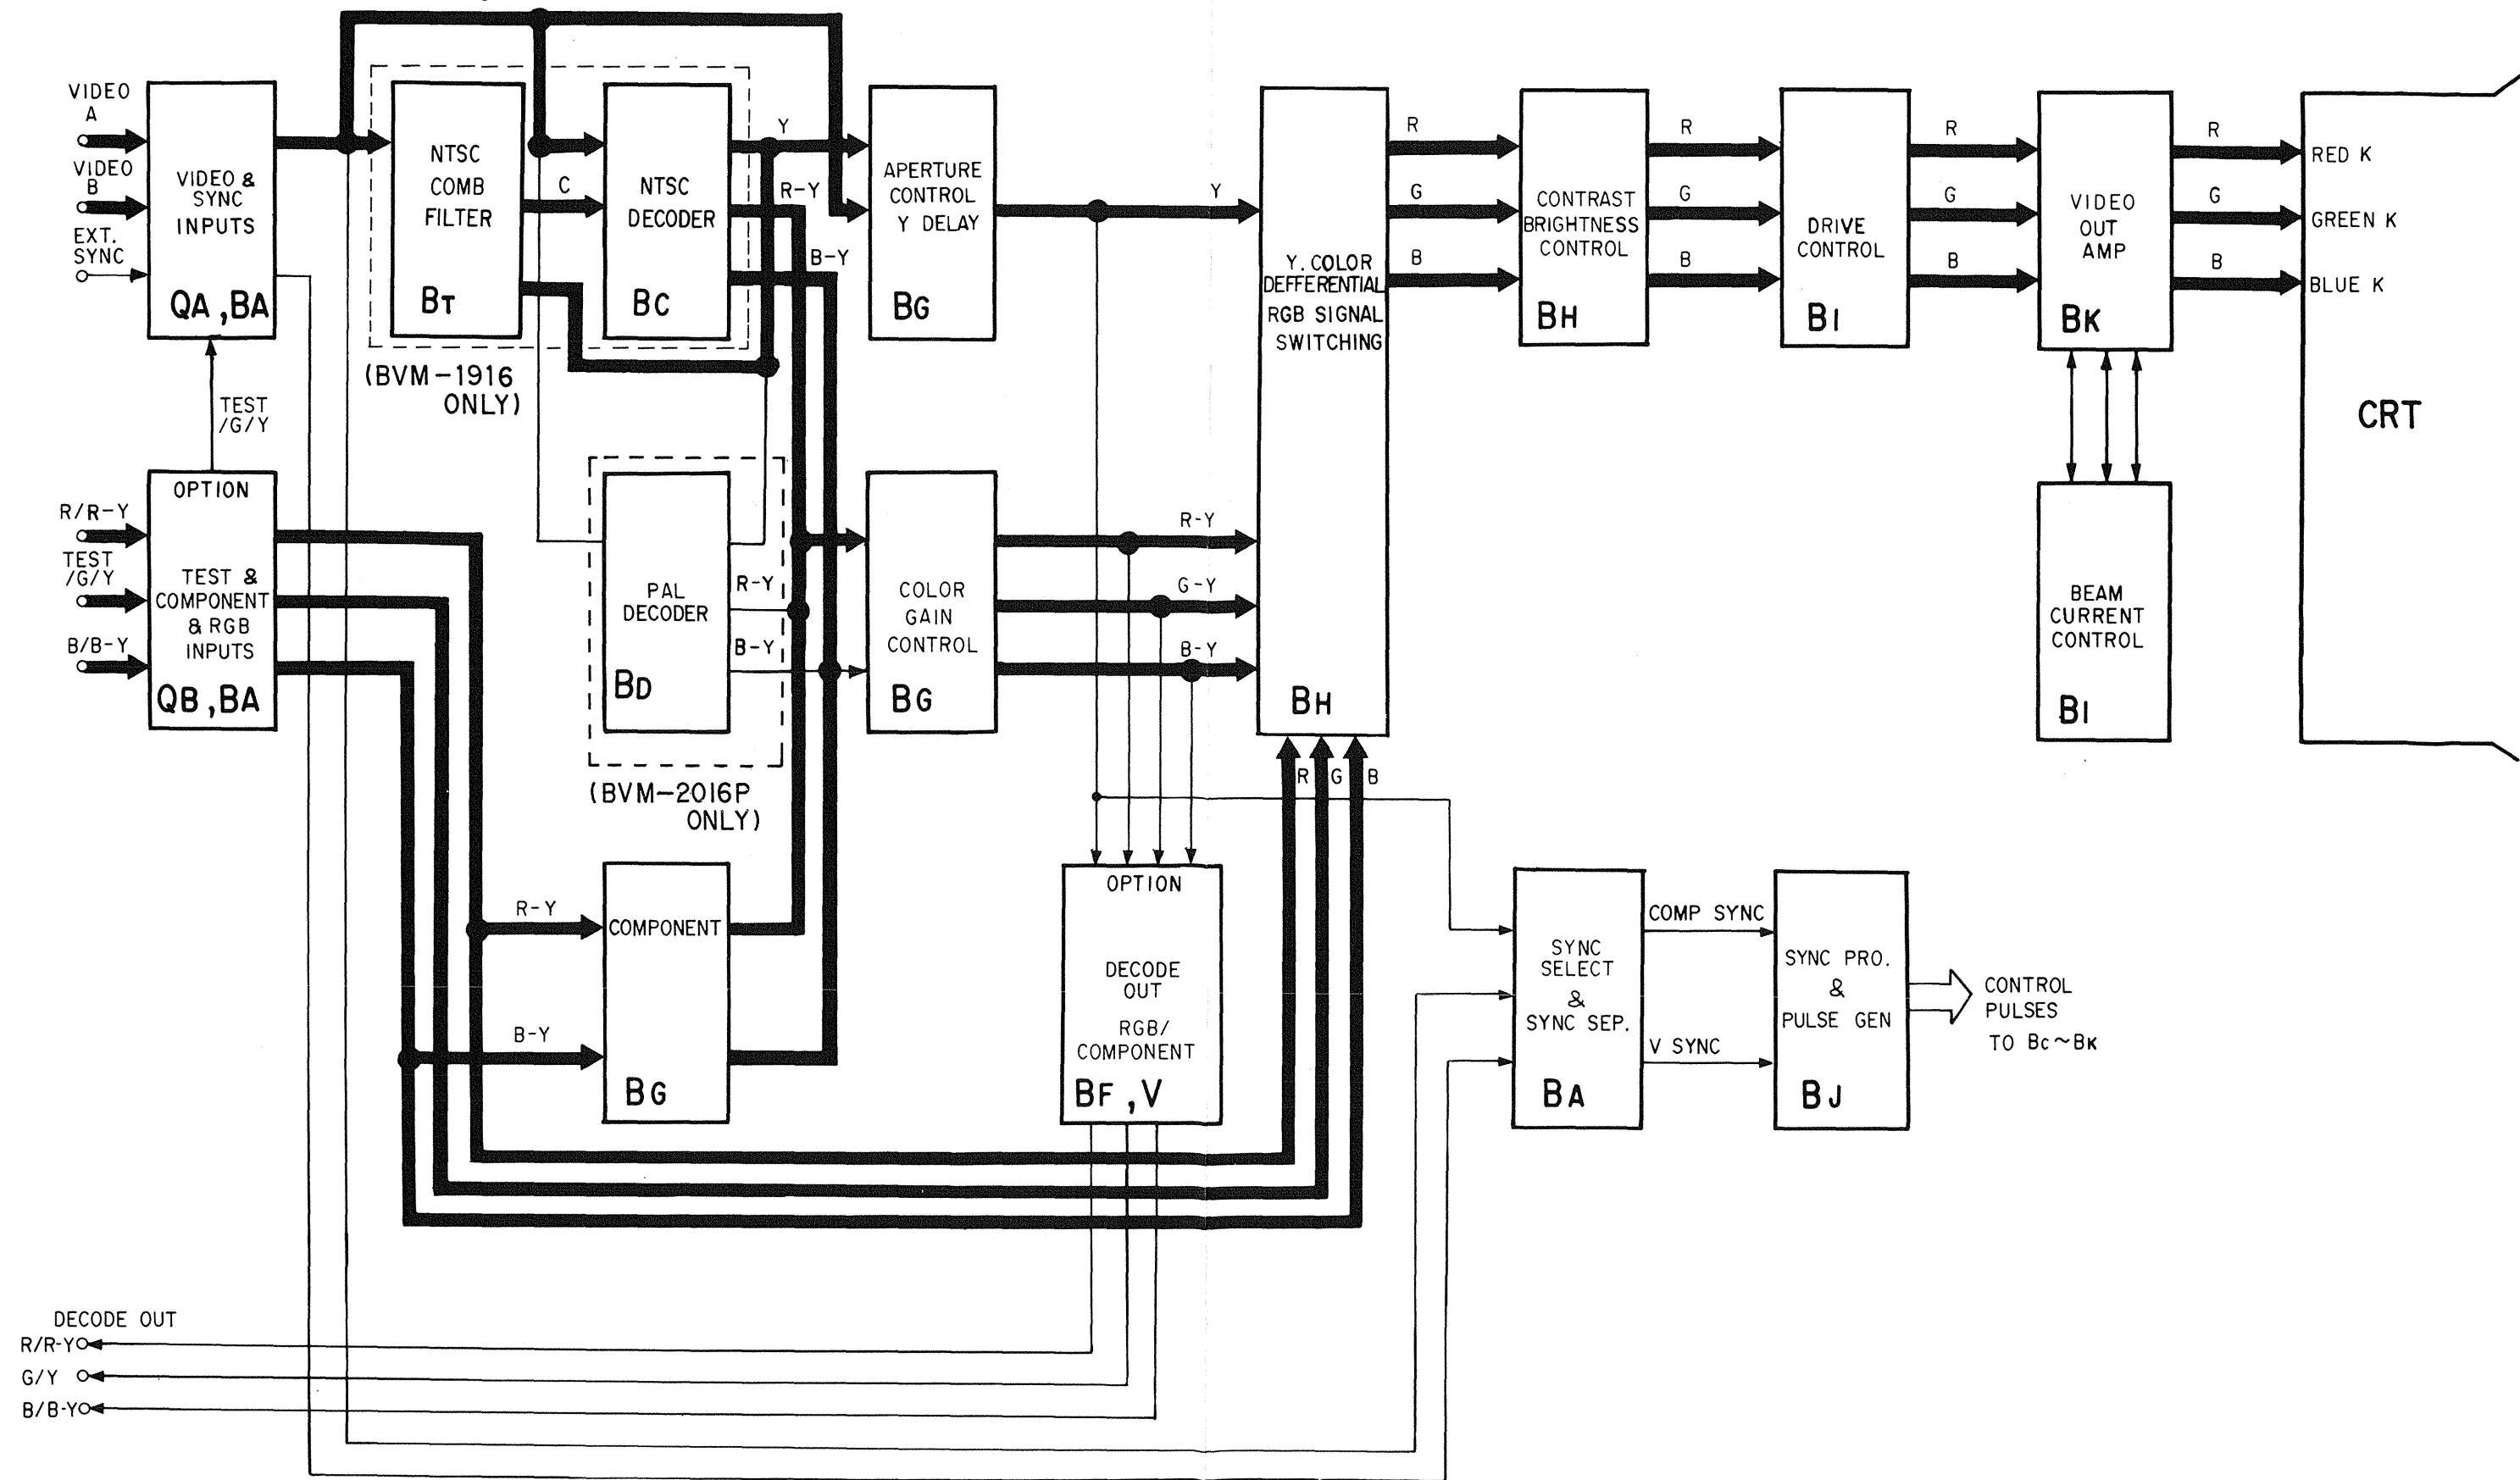 VIDEO
A
VIDEO
B
EXT.
SYNC
VIDEO &
SYNC
INPUTS
QA ,BA
NTSC
COMB
FILTER
BT
C
NTSC
DECODER
BC
(BVM-1916
ONLY)
Y
R-Y
B-Y
APERTURE
CONTROL
Y DELAY
BG
Y
Y. COLOR
DEFFERENTIAL
RGB SIGNAL
SWITCHING
BH
R
G
B
CONTRAST
BRIGHTNESS
CONTROL
BH
R
G
B
DRIVE
CONTROL
BI
R
G
B
VIDEO
OUT
AMP
BK
R
G
B
RED K
GREEN K
BLUE K
CRT
TEST
/G/Y
R/R-Y
TEST
/G/Y
B/B-Y
OPTION
TEST &
COMPONENT
& RGB
INPUTS
QB ,BA
PAL
DECODER
BD
R-Y
B-Y
(BVM-2016P
ONLY)
COLOR
GAIN
CONTROL
BG
R-Y
G-Y
B-Y
BEAM
CURRENT
CONTROL
BI
R G B
R-Y
B-Y
COMPONENT
BG
OPTION
DECODE
OUT
RGB/
COMPONENT
BF ,V
SYNC
SELECT
&
SYNC SEP.
BA
COMP SYNC
V SYNC
SYNC PRO.
&
PULSE GEN
BJ
CONTROL
PULSES
TO BC~BK
DECODE OUT
R/R-Y
G/Y
B/B-Y